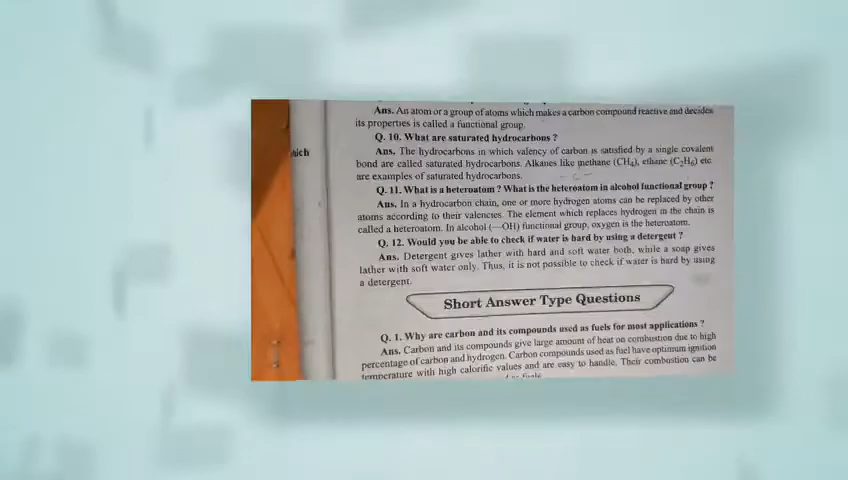 Ans. An atom or a group of atoms which makes a carbon compound reactive and decides
its properties is called a functional group.
Q. 10. What are saturated hydrocarbons ?
Ans. The hydrocarbons in which valency of carbon is satisfied by a single covalent
bond are called saturated hydrocarbons. Alkanes like methane (CH₄), ethane (C₂H₆) etc
are examples of saturated hydrocarbons.
Q. 11. What is a heteroatom ? What is the heteroatom in alcohol functional group ?
Ans. In a hydrocarbon chain, one or more hydrogen atoms can be replaced by other
atoms according to their valencies. The element which replaces hydrogen in the chain is
called a heteroatom. In alcohol (—OH) functional group, oxygen is the heteroatom.
Q. 12. Would you be able to check if water is hard by using a detergent ?
Ans. Detergent gives lather with hard and soft water both, while a soap gives
lather with soft water only. Thus, it is not possible to check if water is hard by using
a detergent.
Short Answer Type Questions
Q. 1. Why are carbon and its compounds used as fuels for most applications ?
Ans. Carbon and its compounds give large amount of heat on combustion due to high
percentage of carbon and hydrogen. Carbon compounds used as fuel have optimum ignition
temperature with high calorific values and are easy to handle. Their combustion can be